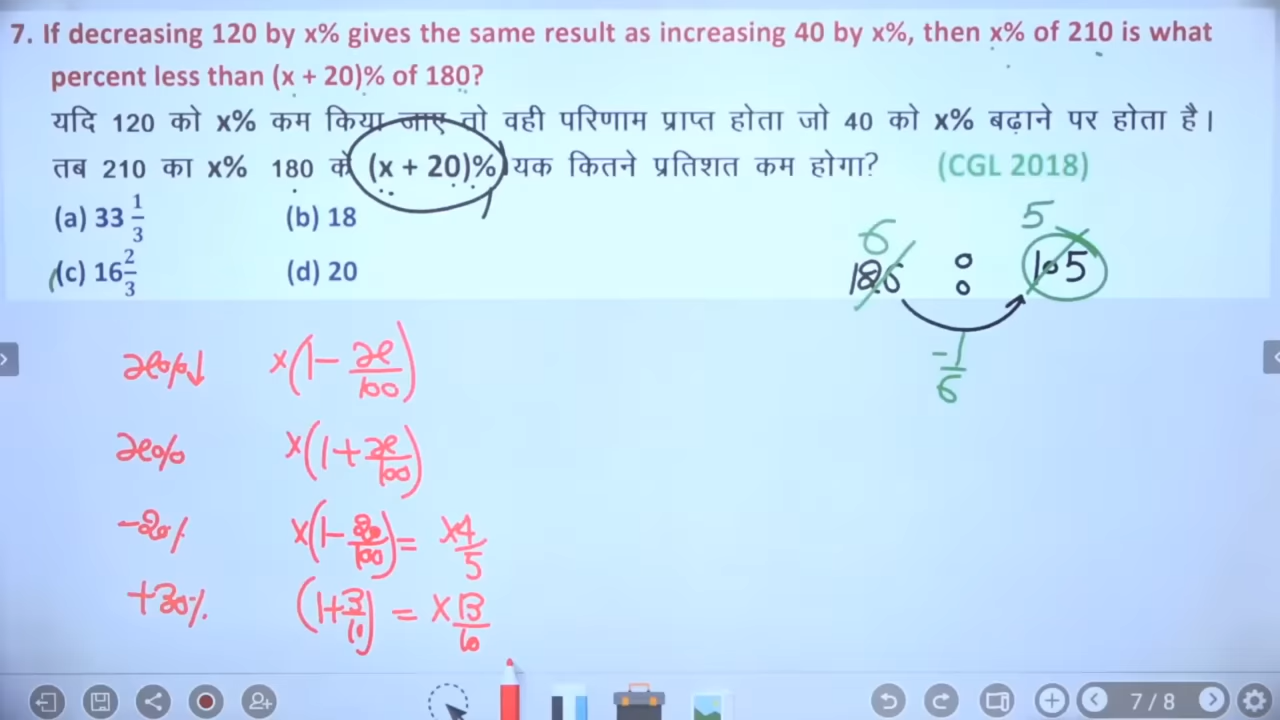 7. If decreasing 120 by x% gives the same result as increasing 40 by x%, then x% of 210 is what
percent less than (x + 20)% of 180?
यदि 120 को x% कम किया जाए तो वही परिणाम प्राप्त होता जो 40 को x% बढ़ाने पर होता है।
तब 210 का x% 180 के (x + 20)% यक कितने प्रतिशत कम होगा? (CGL 2018)
(a) 33 1/3 (b) 18
(c) 16 2/3 (d) 20
6 5
126 : 105
-1/6
x%↓ ×(1 - x/100)
x% ×(1 + x/100)
-20% ×(1 - 20/100) = ×4/5
+30% (1 + 3/10) = ×13/10
7 / 8